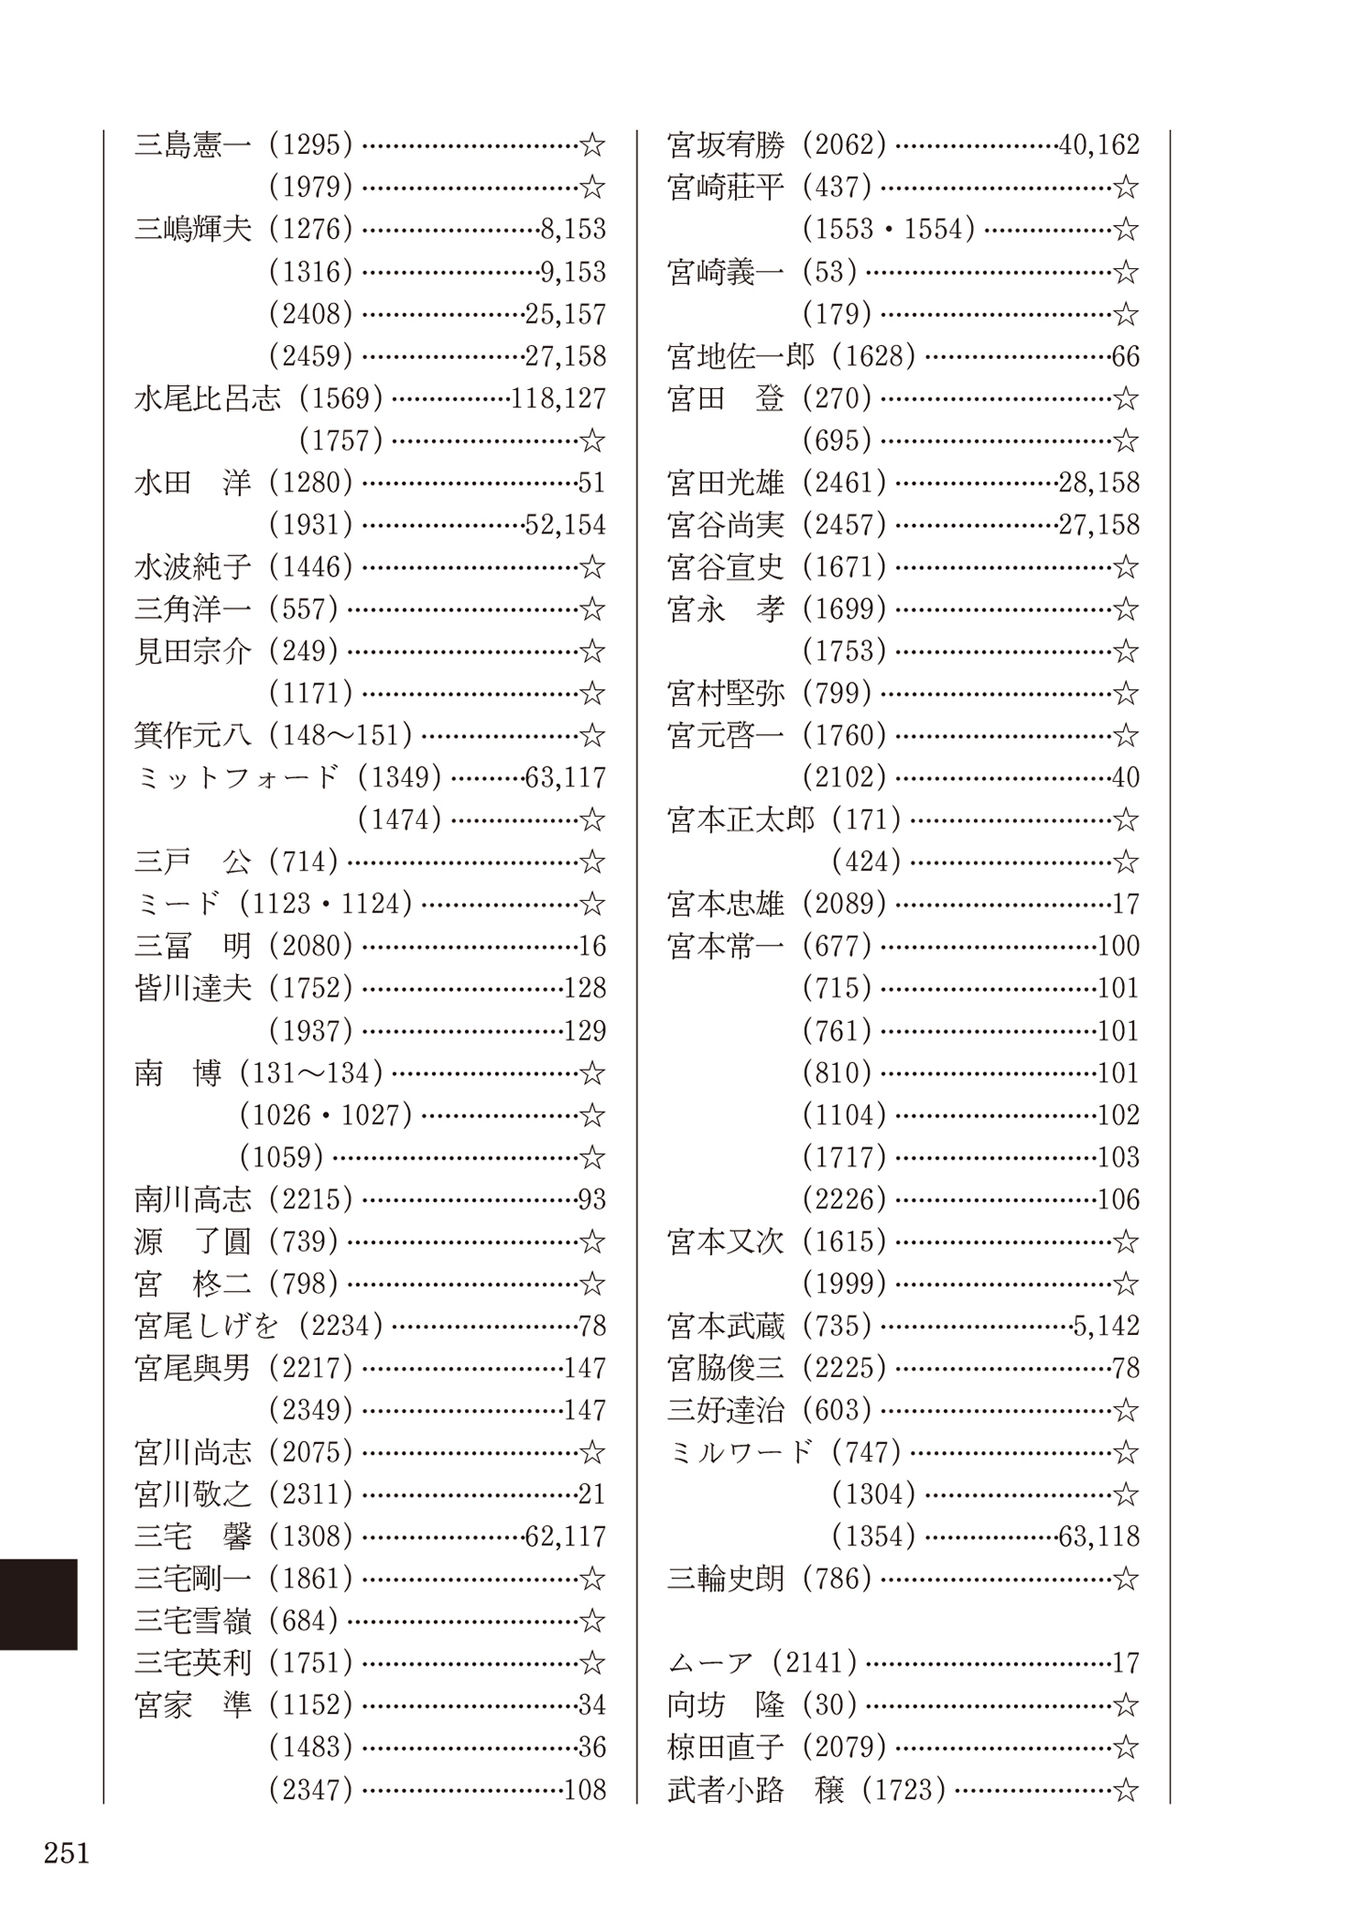 三島憲一（1295）…………………………☆
（1979）…………………………☆
三嶋輝夫（1276）……………………8,153
（1316）……………………9,153
（2408）…………………25,157
（2459）…………………27,158
水尾比呂志（1569）……………118,127
（1757）……………………☆
水田　洋（1280）…………………………51
（1931）…………………52,154
水波純子（1446）…………………………☆
三角洋一（557）…………………………☆
見田宗介（249）…………………………☆
（1171）…………………………☆
箕作元八（148〜151）…………………☆
ミットフォード（1349）………63,117
（1474）……………☆
三戸　公（714）…………………………☆
ミード（1123・1124）…………………☆
三冨　明（2080）…………………………16
皆川達夫（1752）………………………128
（1937）………………………129
南　博（131〜134）……………………☆
（1026・1027）…………………☆
（1059）…………………………☆
南川高志（2215）…………………………93
源　了圓（739）…………………………☆
宮　柊二（798）…………………………☆
宮尾しげを（2234）……………………78
宮尾與男（2217）………………………147
（2349）………………………147
宮川尚志（2075）…………………………☆
宮川敬之（2311）…………………………21
三宅　馨（1308）…………………62,117
三宅剛一（1861）…………………………☆
三宅雪嶺（684）…………………………☆
三宅英利（1751）…………………………☆
宮家　準（1152）…………………………34
（1483）…………………………36
（2347）………………………108
宮坂宥勝（2062）…………………40,162
宮崎莊平（437）…………………………☆
（1553・1554）……………☆
宮崎義一（53）……………………………☆
（179）…………………………☆
宮地佐一郎（1628）……………………66
宮田　登（270）…………………………☆
（695）…………………………☆
宮田光雄（2461）…………………28,158
宮谷尚実（2457）…………………27,158
宮谷宣史（1671）…………………………☆
宮永　孝（1699）…………………………☆
（1753）…………………………☆
宮村堅弥（799）…………………………☆
宮元啓一（1760）…………………………☆
（2102）…………………………40
宮本正太郎（171）………………………☆
（424）………………………☆
宮本忠雄（2089）…………………………17
宮本常一（677）…………………………100
（715）…………………………101
（761）…………………………101
（810）…………………………101
（1104）………………………102
（1717）………………………103
（2226）………………………106
宮本又次（1615）…………………………☆
（1999）…………………………☆
宮本武蔵（735）……………………5,142
宮脇俊三（2225）…………………………78
三好達治（603）…………………………☆
ミルワード（747）………………………☆
（1304）……………………☆
（1354）……………63,118
三輪史朗（786）…………………………☆
ムーア（2141）……………………………17
向坊　隆（30）……………………………☆
椋田直子（2079）…………………………☆
武者小路　穣（1723）…………………☆
251